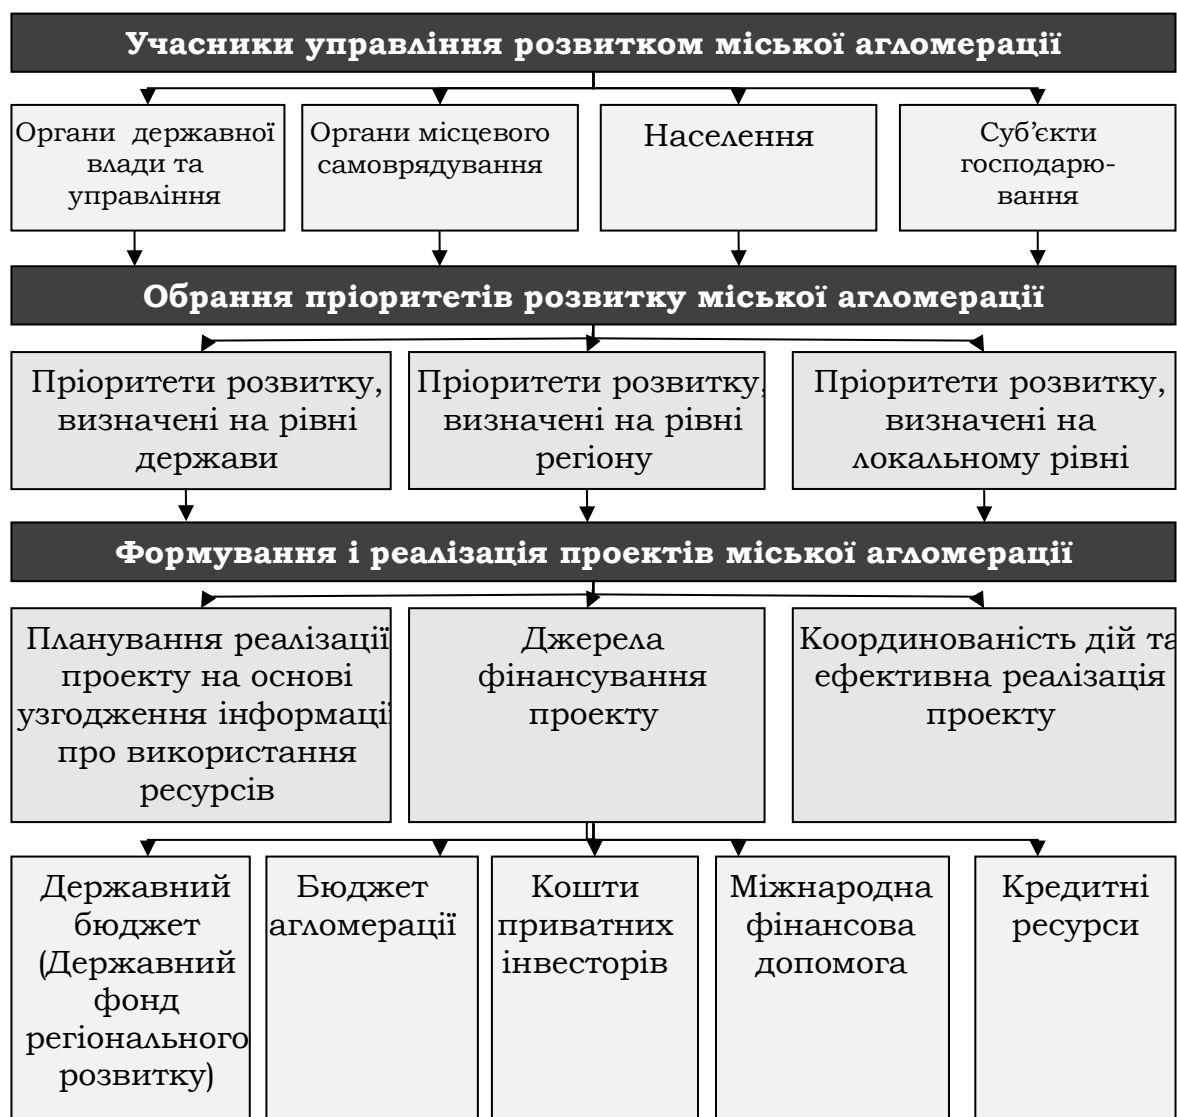 Учасники управління розвитком міської агломерації
Органи державної
влади та
управління
Органи місцевого
самоврядування
Населення
Суб’єкти
господарю-
вання
Обрання пріоритетів розвитку міської агломерації
Пріоритети розвитку,
визначені на рівні
держави
Пріоритети розвитку,
визначені на рівні
регіону
Пріоритети розвитку,
визначені на
локальному рівні
Формування і реалізація проектів міської агломерації
Планування реалізації
проекту на основі
узгодження інформації
про використання
ресурсів
Джерела
фінансування
проекту
Координованість дій та
ефективна реалізація
проекту
Державний
бюджет
(Державний
фонд
регіонального
розвитку)
Бюджет
агломерації
Кошти
приватних
інвесторів
Міжнародна
фінансова
допомога
Кредитні
ресурси